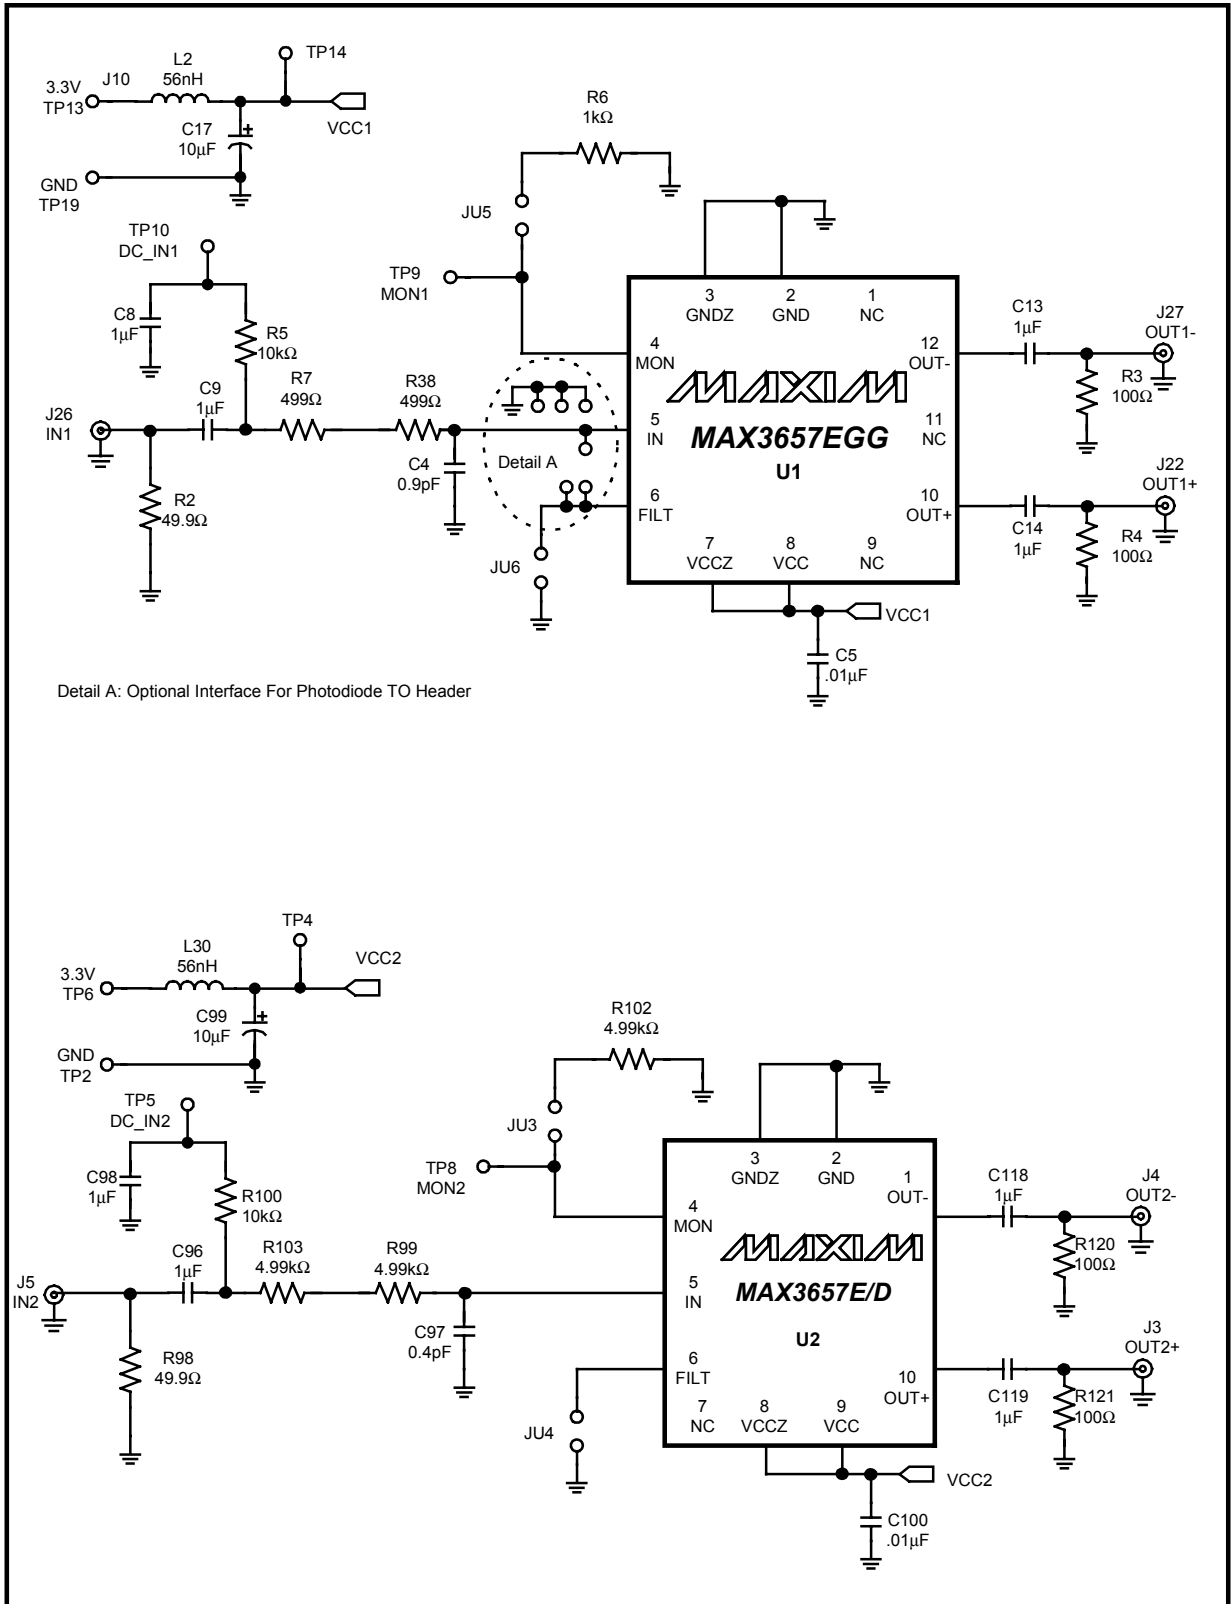 TP14
L2
56nH
J10
3.3V
TP13
VCC1
C17
10µF
+
GND
TP19
R6
1kΩ
JU5
TP10
DC_IN1
TP9
MON1
C8
1µF
R5
10kΩ
3
GNDZ
2
GND
1
NC
4
MON
12
OUT-
C13
1µF
J27
OUT1-
R3
100Ω
MAXIM
C9
1µF
R7
499Ω
R38
499Ω
J26
IN1
5
IN
MAX3657EGG
U1
11
NC
Detail A
C4
0.9pF
R2
49.9Ω
6
FILT
10
OUT+
J22
OUT1+
C14
1µF
R4
100Ω
JU6
7
VCCZ
8
VCC
9
NC
VCC1
C5
.01µF
Detail A: Optional Interface For Photodiode TO Header
TP4
L30
56nH
VCC2
3.3V
TP6
C99
10µF
+
GND
TP2
R102
4.99kΩ
JU3
TP5
DC_IN2
TP8
MON2
C98
1µF
R100
10kΩ
3
GNDZ
2
GND
1
OUT-
C118
1µF
J4
OUT2-
4
MON
R120
100Ω
MAXIM
C96
1µF
R103
4.99kΩ
R99
4.99kΩ
J5
IN2
5
IN
MAX3657E/D
U2
C97
0.4pF
R98
49.9Ω
6
FILT
10
OUT+
J3
OUT2+
C119
1µF
R121
100Ω
JU4
7
NC
8
VCCZ
9
VCC
VCC2
C100
.01µF